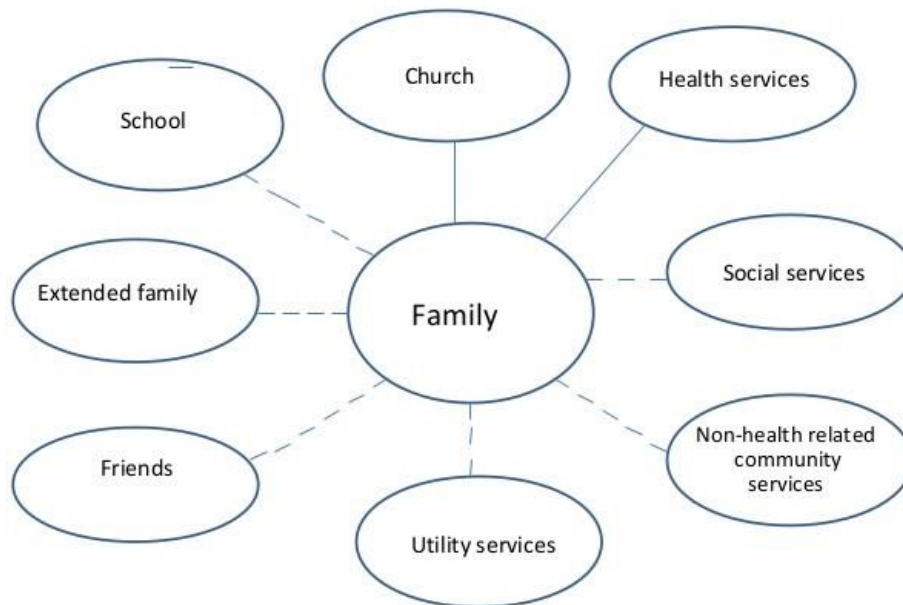 Church
Health services
School
Social services
Extended family
Family
Non-health related
community
services
Friends
Utility services